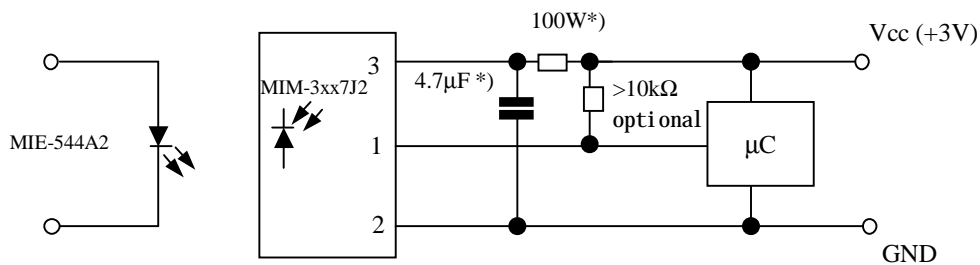 100W*)
Vcc (+3V)
3
4.7µF *)
MIM-3xx7J2
>10kΩ
optional
MIE-544A2
1
µC
2
GND